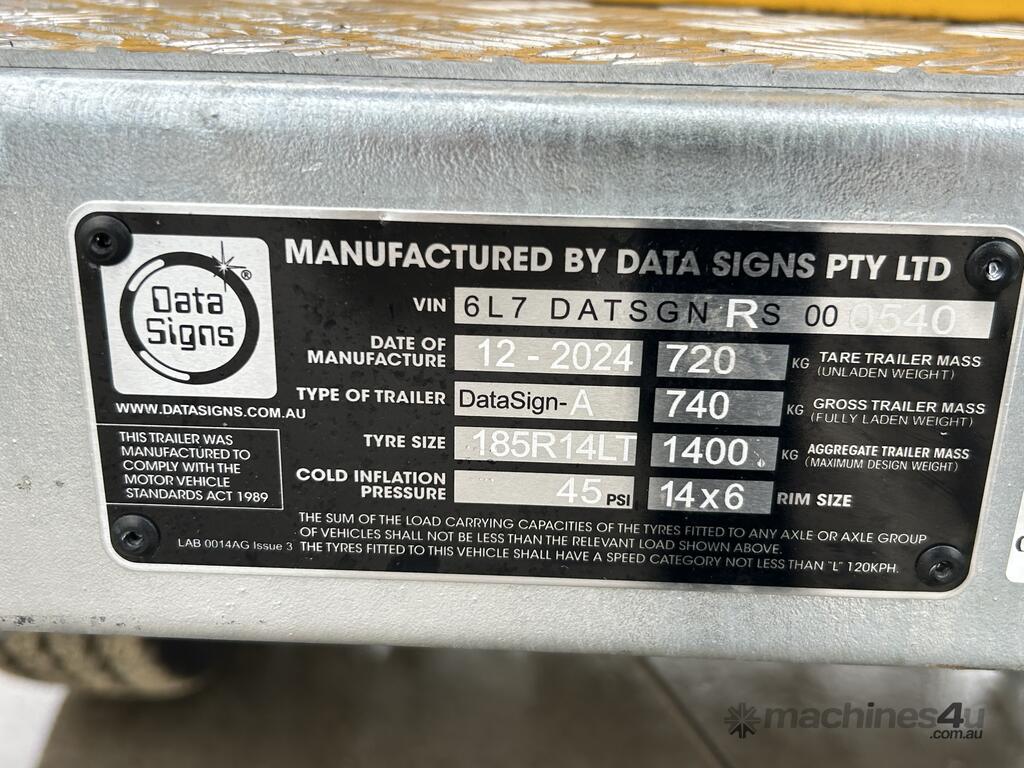 Data
Signs
®
MANUFACTURED BY DATA SIGNS PTY LTD
VIN 6L7 DATSGN RS 00 0540
DATE OF MANUFACTURE 12 - 2024 720 KG TARE TRAILER MASS
(UNLADEN WEIGHT)
TYPE OF TRAILER DataSign-A 740 KG GROSS TRAILER MASS
(FULLY LADEN WEIGHT)
TYRE SIZE 185R14LT 1400 KG AGGREGATE TRAILER MASS
(MAXIMUM DESIGN WEIGHT)
COLD INFLATION PRESSURE 45 PSI 14x6 RIM SIZE
WWW.DATASIGNS.COM.AU
THIS TRAILER WAS
MANUFACTURED TO
COMPLY WITH THE
MOTOR VEHICLE
STANDARDS ACT 1989
THE SUM OF THE LOAD CARRYING CAPACITIES OF THE TYRES FITTED TO ANY AXLE OR AXLE GROUP
OF VEHICLES SHALL NOT BE LESS THAN THE RELEVANT LOAD SHOWN ABOVE.
LAB 0014AG Issue 3 THE TYRES FITTED TO THIS VEHICLE SHALL HAVE A SPEED CATEGORY NOT LESS THAN "L" 120KPH.
machines4u
.com.au